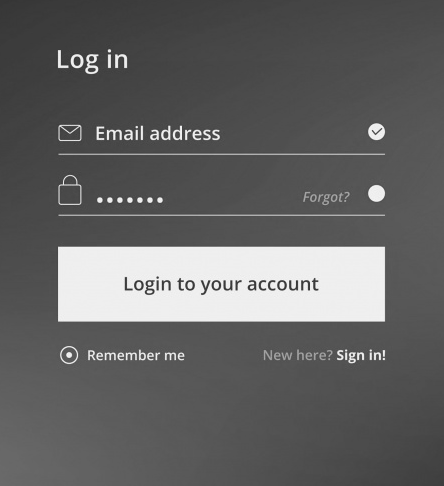 Log in
Email address
•••••••
Forgot?
Login to your account
Remember me
New here? Sign in!